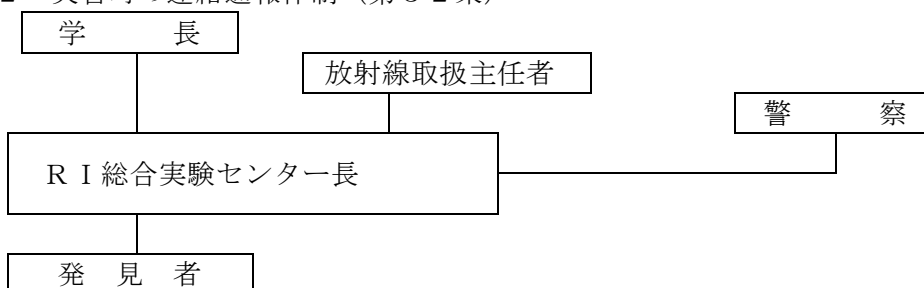 学　　長
放射線取扱主任者
警　　察
ＲＩ総合実験センター長
発　見　者